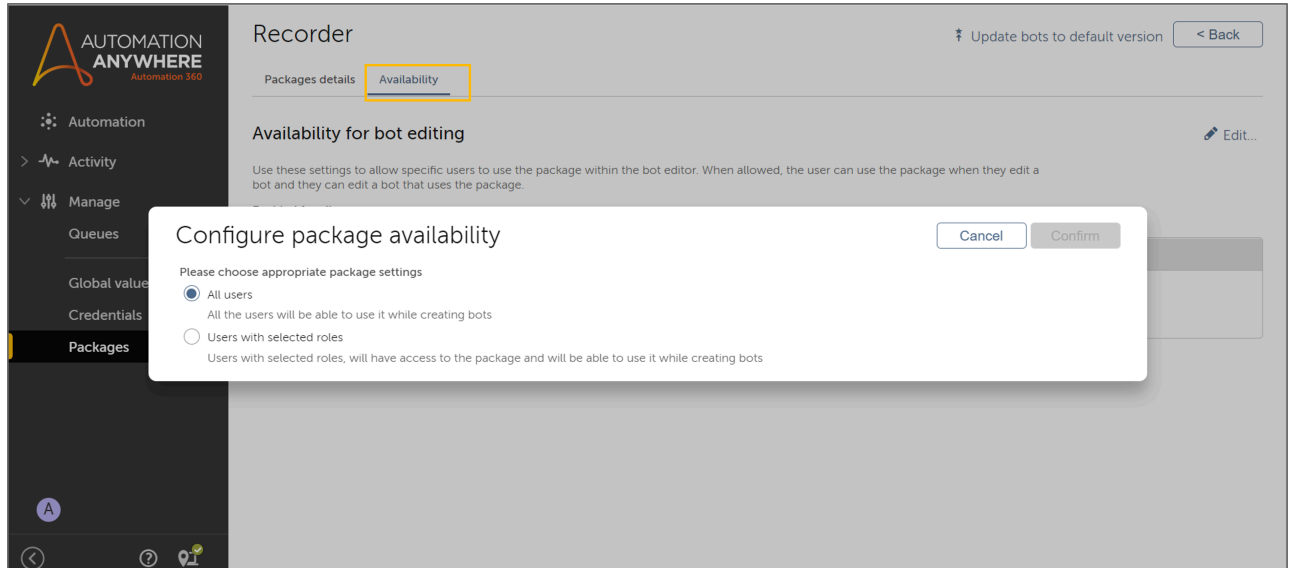 AUTOMATION
ANYWHERE
Automation 360
Automation
Activity
Manage
Queues
Global value
Credentials
Packages
A
Recorder
Update bots to default version
< Back
Packages details
Availability
Availability for bot editing
Edit...
Use these settings to allow specific users to use the package within the bot editor. When allowed, the user can use the package when they edit a
bot and they can edit a bot that uses the package.
Configure package availability
Cancel
Confirm
Please choose appropriate package settings
All users
All the users will be able to use it while creating bots
Users with selected roles
Users with selected roles, will have access to the package and will be able to use it while creating bots